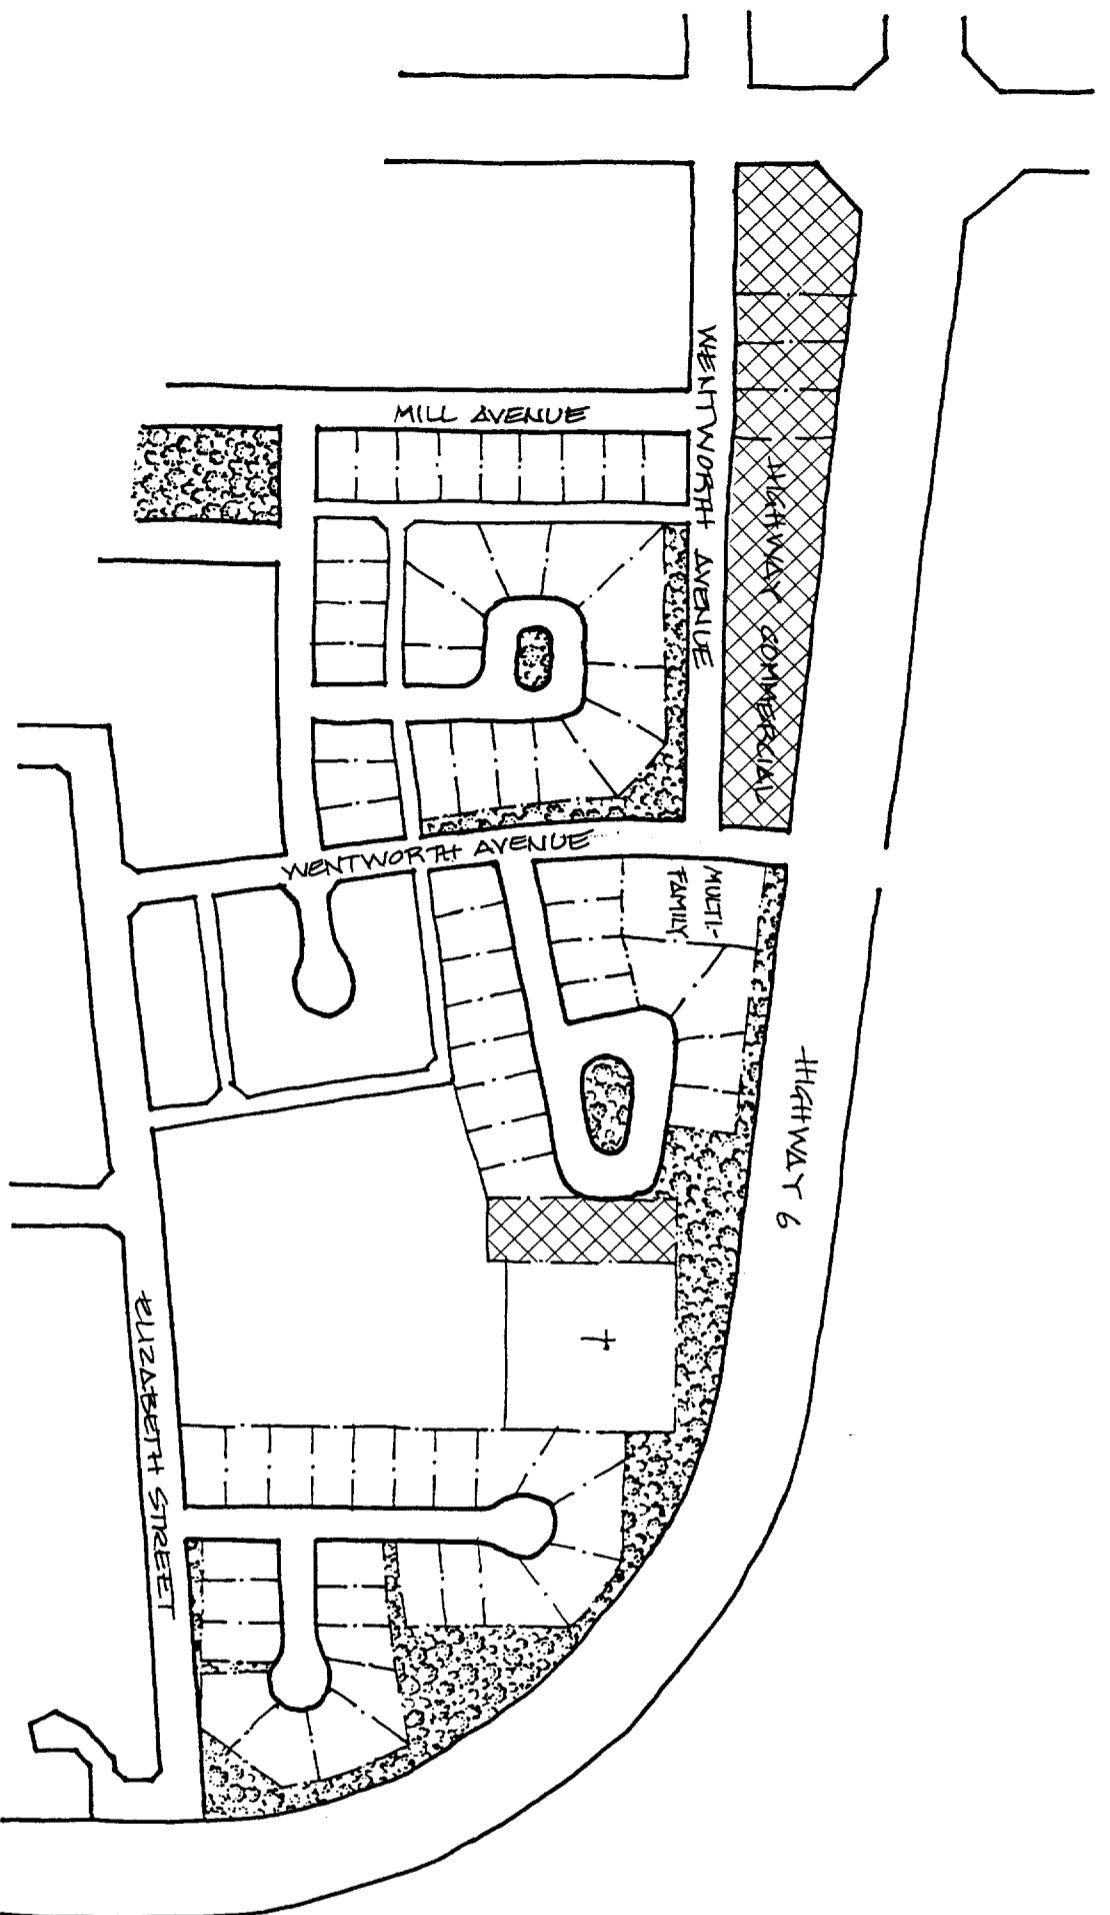 WENTWORTH AVENUE
MILL AVENUE
HIGHWAY COMMERCIAL
WENTWORTH AVENUE
MULTI-
FAMILY
HIGHWAY 6
ELIZABETH STREET